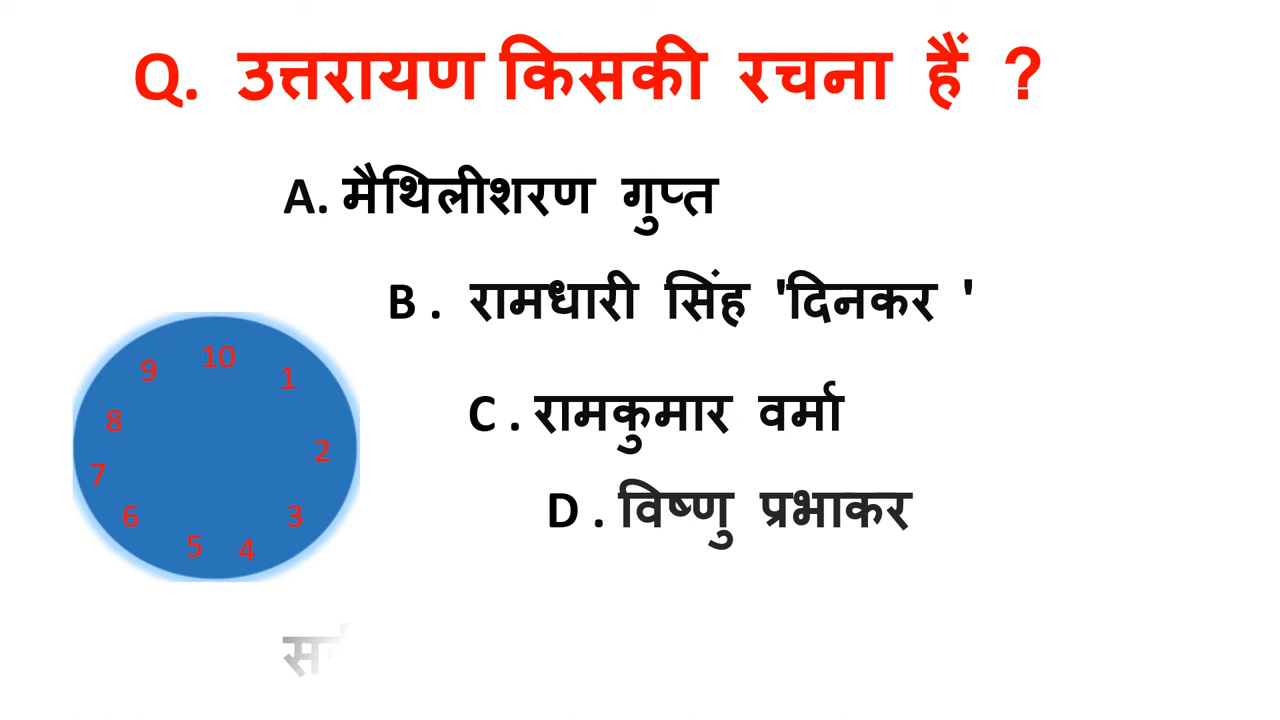 Q. उत्तरायण किसकी रचना हैं ?
A. मैथिलीशरण गुप्त
B . रामधारी सिंह 'दिनकर '
C . रामकुमार वर्मा
D . विष्णु प्रभाकर
10
9
1
8
2
7
6
3
5
4